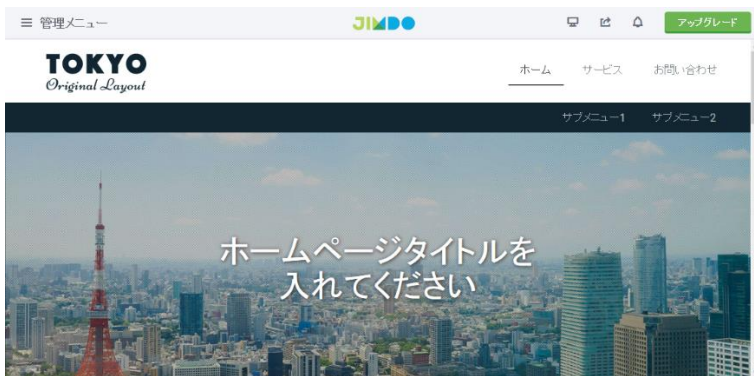 管理メニュー
JIMDO
アップグレード
TOKYO
Original Layout
ホーム
サービス
お問い合わせ
サブメニュー1
サブメニュー2
ホームページタイトルを
入れてください